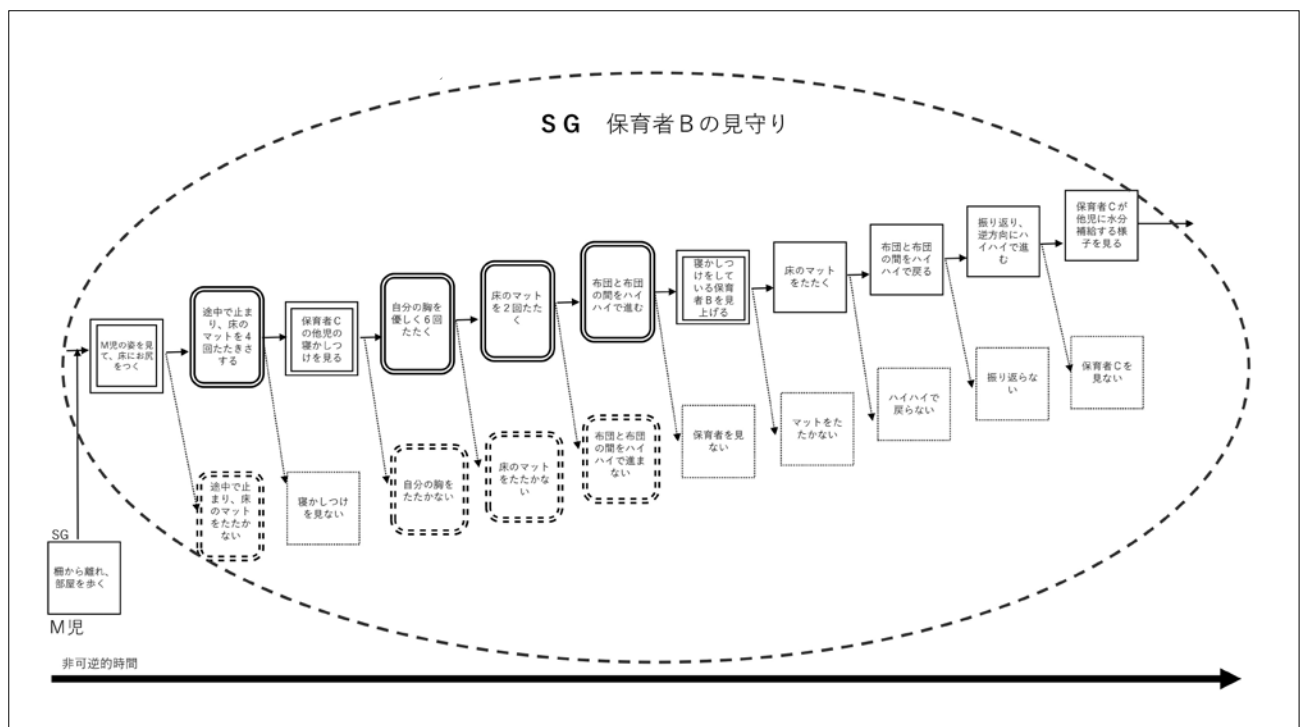 SG 保育者Bの見守り
保育者Cが
他児に水分
補給する様
子を見る
振り返り、
逆方向にハ
イハイで進
む
布団と布団
の間をハイ
ハイで戻る
床のマット
をたたく
寝かしつ
けをして
いる保育
者Bを見
上げる
布団と布団
の間をハイ
ハイで進む
床のマット
を2回たた
く
自分の胸を
優しく6回
たたく
保育者C
の他児の
寝かしつ
けを見る
途中で止ま
り、床の
マットを4
回たたきさ
する
M児の姿を見
て、床にお尻
をつく
途中で止
まり、床
のマット
をたたか
ない
寝かしつけ
を見ない
自分の胸を
たたかない
床のマット
をたたかな
い
布団と布団
の間をハイ
ハイで進ま
ない
保育者を見
ない
マットをた
たかない
ハイハイで
戻らない
振り返らな
い
保育者Cを
見ない
SG
柵から離れ、
部屋を歩く
M児
非可逆的時間